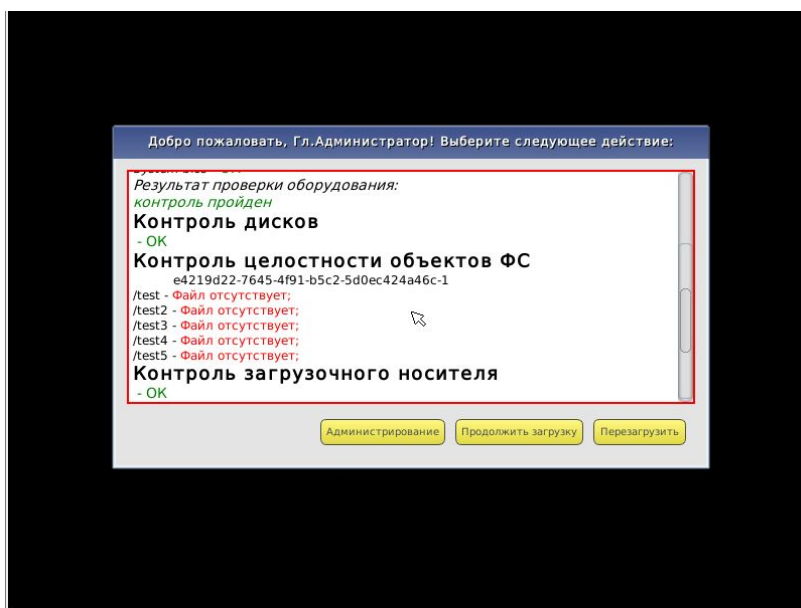 Добро пожаловать, Гл.Администратор! Выберите следующее действие:
Результат проверки оборудования:
контроль пройден
Контроль дисков
- OK
Контроль целостности объектов ФС
e4219d22-7645-4f91-b5c2-5d0ec424a46c-1
/test - Файл отсутствует;
/test2 - Файл отсутствует;
/test3 - Файл отсутствует;
/test4 - Файл отсутствует;
/test5 - Файл отсутствует;
Контроль загрузочного носителя
- OK
Администрирование Продолжить загрузку Перезагрузить